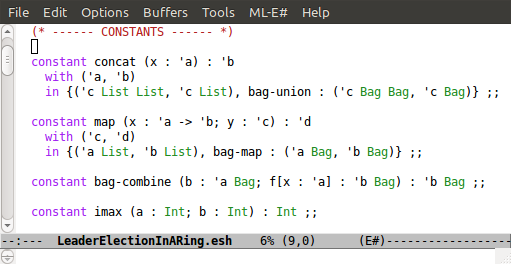 File Edit Options Buffers Tools ML-E# Help
(* ------ CONSTANTS ------ *)
constant concat (x : 'a) : 'b
with ('a, 'b)
in {('c List List, 'c List), bag-union : ('c Bag Bag, 'c Bag)} ;;
constant map (x : 'a -> 'b; y : 'c) : 'd
with ('c, 'd)
in {('a List, 'b List), bag-map : ('a Bag, 'b Bag)} ;;
constant bag-combine (b : 'a Bag; f[x : 'a] : 'b Bag) : 'b Bag ;;
constant imax (a : Int; b : Int) : Int ;;
--:--- LeaderElectionInARing.esh 6% (9,0) (E#)-----------------